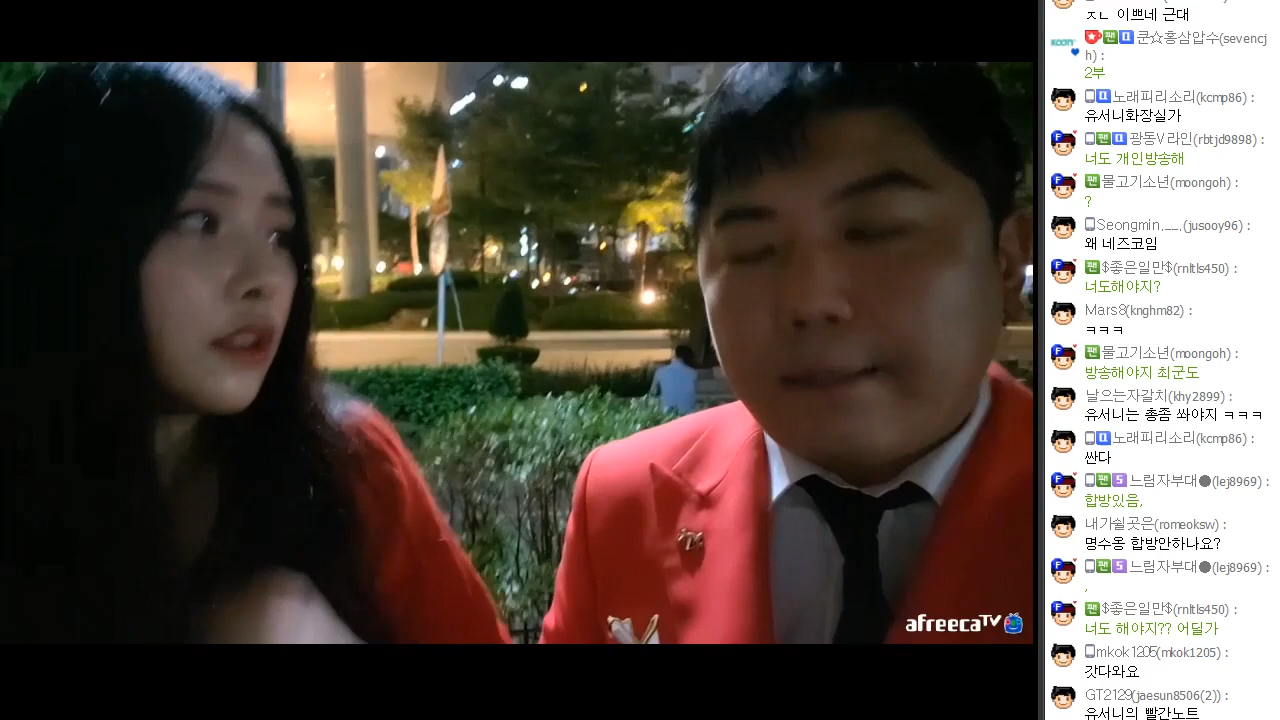 ㅈㄴ 이쁘네 근대
쿤☆홍삼압수(sevencj
h) :
2부
노래피리소리(kcmp86) :
유서니화장실가
광동V라인(rbtjd9898) :
너도 개인방송해
팬 물고기소년(moongoh) :
?
Seongmin.__(jusooy96) :
왜 네즈코임
팬 $좋은일만$(rnltls450) :
너도해야지?
Mars8(knghm82) :
ㅋㅋㅋ
팬 물고기소년(moongoh) :
방송해야지 최군도
날으는자갈치(khy2899) :
유서니는 총좀 쏴야지 ㅋㅋㅋ
노래피리소리(kcmp86) :
싼다
팬 S 느림자부대●(lej8969) :
합방있음,
내가쉴곳은(romeoksw) :
명수옹 합방안하나요?
팬 S 느림자부대●(lej8969) :
,
팬 $좋은일만$(rnltls450) :
너도 해야지?? 어딜가
mkok1205(mkok1205) :
갓다와요
GT2129(jaesun8506(2)) :
유서니의 빨간노트
afreecaTV